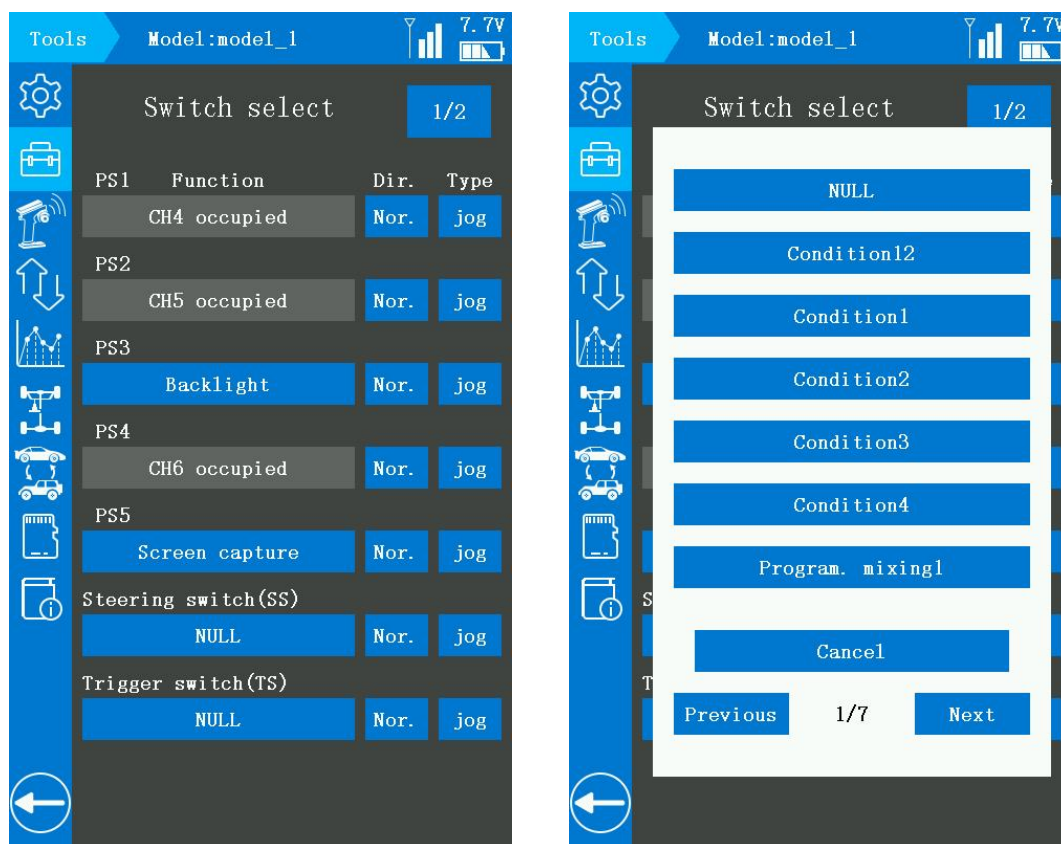 Tools Model:model_1 7.7V
Switch select 1/2
PS1 Function Dir. Type
CH4 occupied Nor. jog
PS2
CH5 occupied Nor. jog
PS3
Backlight Nor. jog
PS4
CH6 occupied Nor. jog
PS5
Screen capture Nor. jog
Steering switch(SS)
NULL Nor. jog
Trigger switch(TS)
NULL Nor. jog
Tools Model:model_1 7.7V
Switch select 1/2
NULL
Condition12
Condition1
Condition2
Condition3
Condition4
Program. mixing1
S
Cancel
T
Previous 1/7 Next